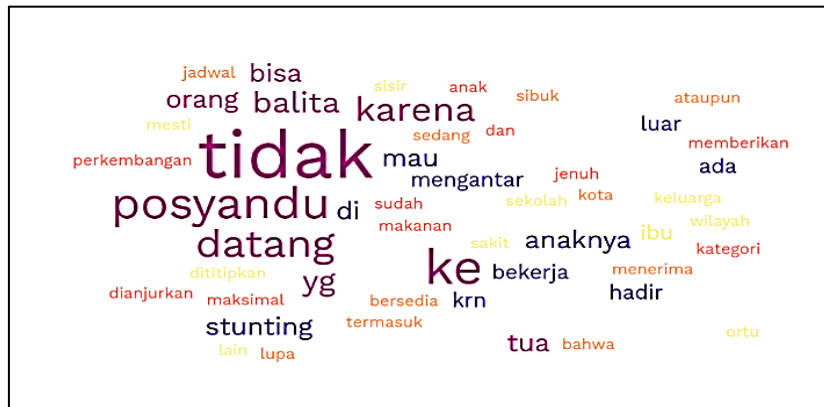 jadwal bisa sisir anak sibuk ataupun
orang balita karena
mesti sedang dan luar
perkembangan tidak mau memberikan
mengantar jenuh ada
posyandu di sudah sekolah kota keluarga
makanan wilayah
datang sakit anaknya ibu kategori
dititipkan yg ke bekerja menerima
dianjurkan maksimal bersedia krn hadir
stunting termasuk ortu
lain lupa tua bahwa